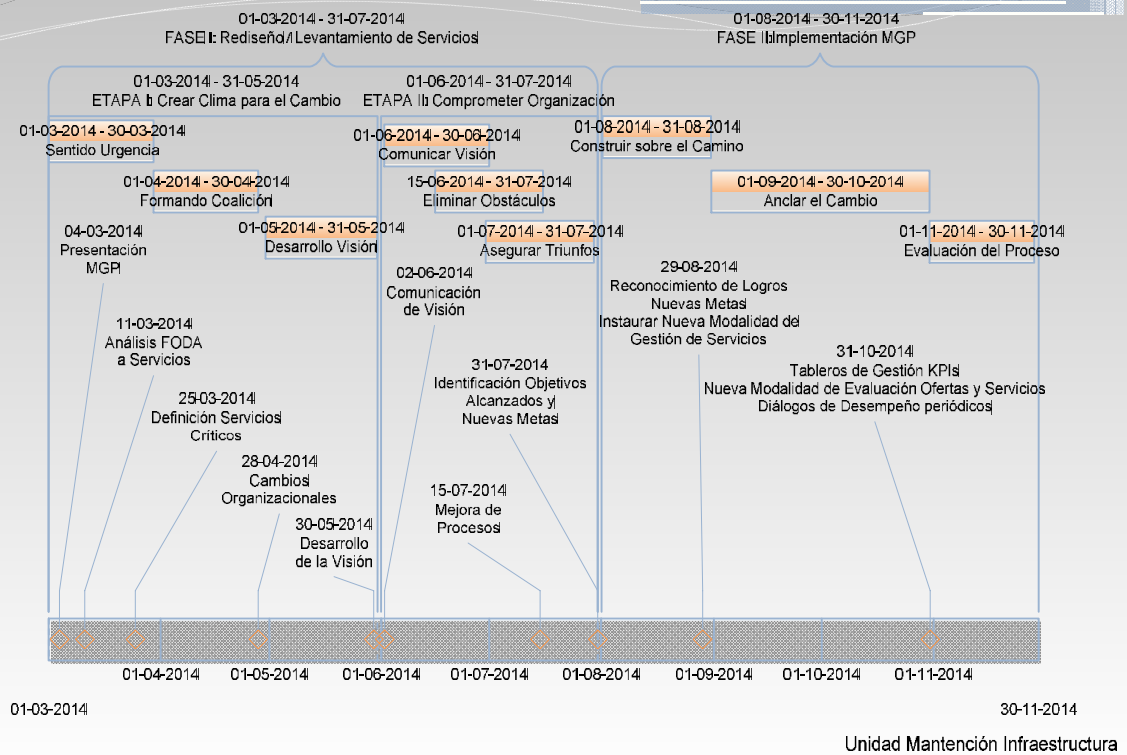 01-03-2014 - 31-07-2014
FASE I: Rediseño/Levantamiento de Servicios
01-08-2014 - 30-11-2014
FASE II: Implementación MGP
01-03-2014 - 31-05-2014
ETAPA I: Crear Clima para el Cambio
01-06-2014 - 31-07-2014
ETAPA II: Comprometer Organización
01-03-2014 - 30-03-2014
Sentido Urgencia
01-06-2014 - 30-06-2014
Comunicar Visión
01-08-2014 - 31-08-2014
Construir sobre el Camino
01-04-2014 - 30-04-2014
Formando Coalición
15-06-2014 - 31-07-2014
Eliminar Obstáculos
01-09-2014 - 30-10-2014
Anclar el Cambio
01-05-2014 - 31-05-2014
Desarrollo Visión
01-07-2014 - 31-07-2014
Asegurar Triunfos
01-11-2014 - 30-11-2014
Evaluación del Proceso
04-03-2014
Presentación
MGP
11-03-2014
Análisis FODA
a Servicios
25-03-2014
Definición Servicios
Críticos
28-04-2014
Cambios
Organizacionales
30-05-2014
Desarrollo
de la Visión
02-06-2014
Comunicación
de Visión
31-07-2014
Identificación Objetivos
Alcanzados y
Nuevas Metas
15-07-2014
Mejora de
Procesos
29-08-2014
Reconocimiento de Logros
Nuevas Metas
Instaurar Nueva Modalidad de
Gestión de Servicios
31-10-2014
Tableros de Gestión KPIs
Nueva Modalidad de Evaluación Ofertas y Servicios
Diálogos de Desempeño periódicos
01-04-2014
01-05-2014
01-06-2014
01-07-2014
01-08-2014
01-09-2014
01-10-2014
01-11-2014
01-03-2014
30-11-2014
Unidad Mantención Infraestructura